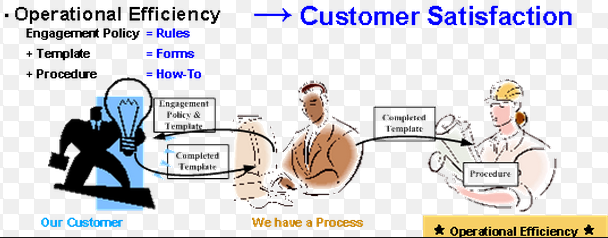 · Operational Efficiency → Customer Satisfaction
Engagement Policy = Rules
+ Template = Forms
+ Procedure = How-To
Engagement
Policy &
Template
Completed
Template
Completed
Template
Procedure
Our Customer
We have a Process
★ Operational Efficiency ★